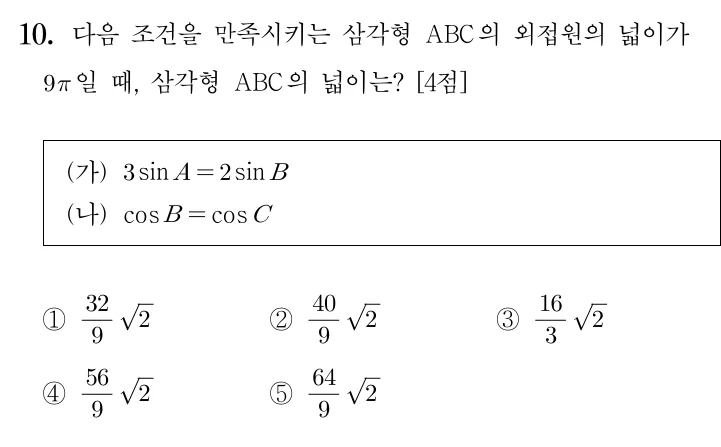 10. 다음 조건을 만족시키는 삼각형 ABC의 외접원의 넓이가
9π일 때, 삼각형 ABC의 넓이는? [4점]
(가) 3 sin A = 2 sin B
(나) cos B = cos C
① 32/9 √2 ② 40/9 √2 ③ 16/3 √2
④ 56/9 √2 ⑤ 64/9 √2